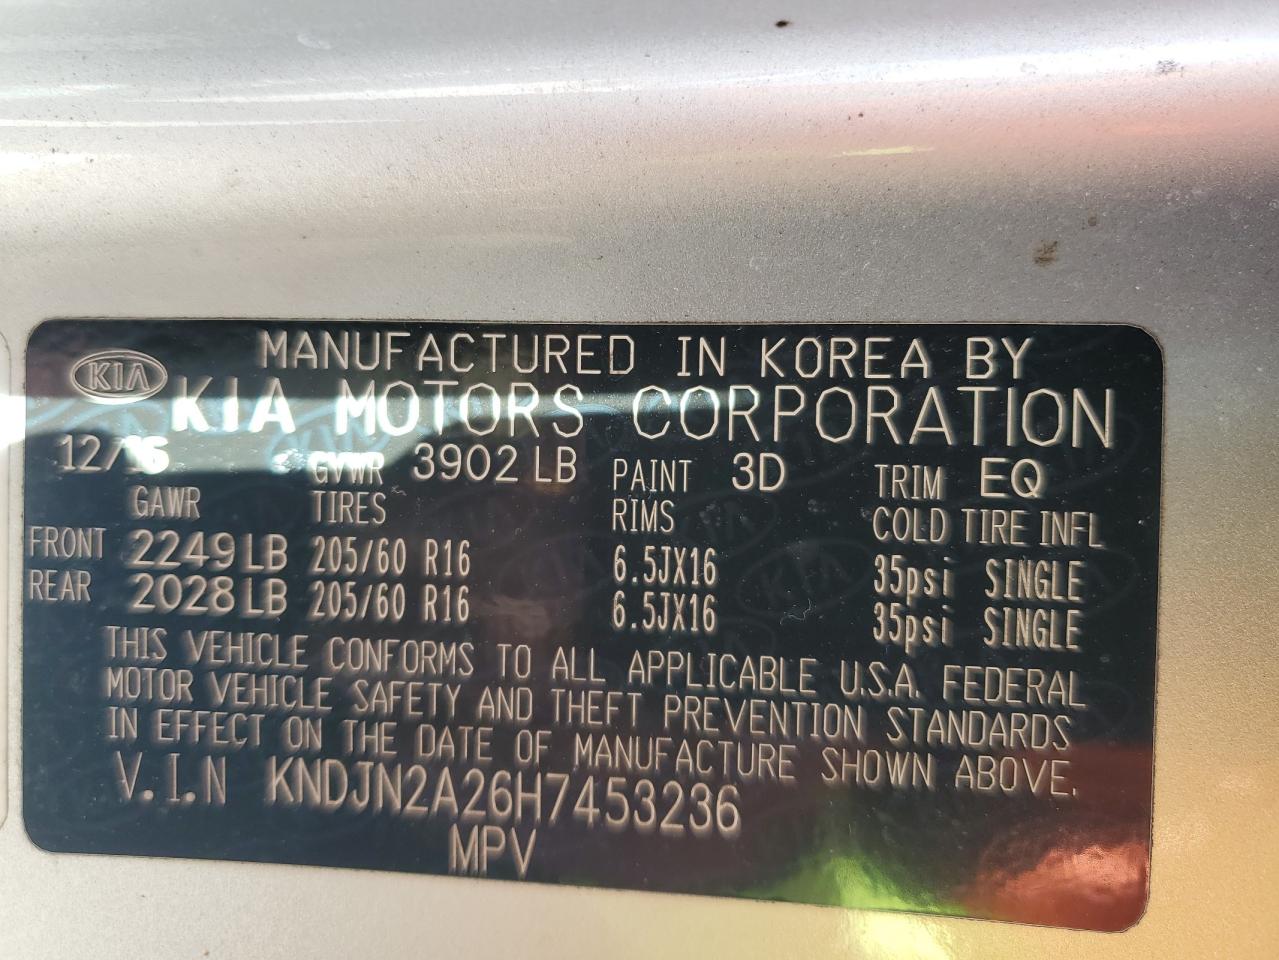 MANUFACTURED IN KOREA BY
KIA KIA MOTORS CORPORATION
12/16 GVWR 3902 LB PAINT 3D TRIM EQ
GAWR TIRES RIMS COLD TIRE INFL
FRONT 2249 LB 205/60 R16 6.5JX16 35psi SINGLE
REAR 2028 LB 205/60 R16 6.5JX16 35psi SINGLE
THIS VEHICLE CONFORMS TO ALL APPLICABLE U.S.A. FEDERAL
MOTOR VEHICLE SAFETY AND THEFT PREVENTION STANDARDS
IN EFFECT ON THE DATE OF MANUFACTURE SHOWN ABOVE.
V.I.N KNDJN2A26H7453236
MPV